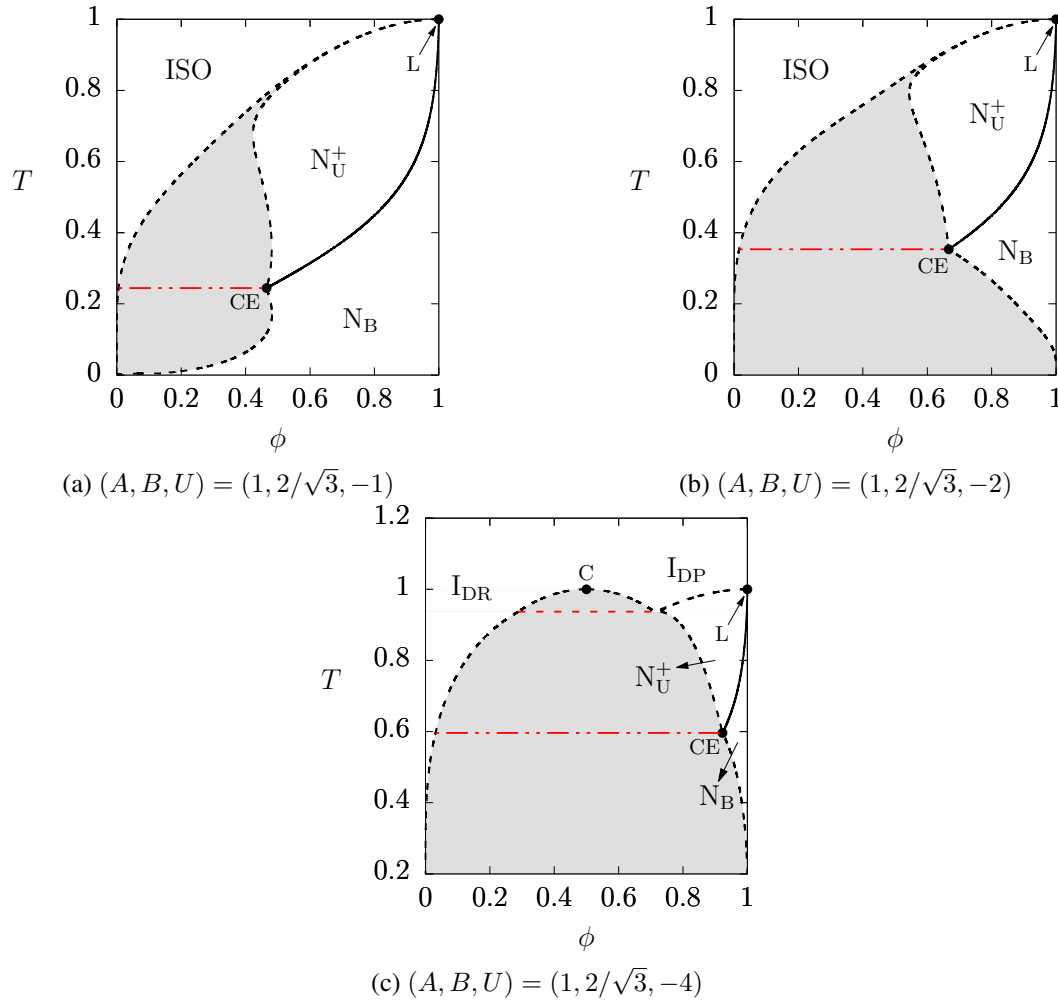 1
0.8
0.6
0.4
0.2
0
T
0 0.2 0.4 0.6 0.8 1
ϕ
ISO
L
N_U^+
CE
N_B
(a) (A, B, U) = (1, 2/√3, −1)
1
0.8
0.6
0.4
0.2
0
T
0 0.2 0.4 0.6 0.8 1
ϕ
ISO
L
N_U^+
CE
N_B
(b) (A, B, U) = (1, 2/√3, −2)
1.2
1
0.8
0.6
0.4
0.2
T
0 0.2 0.4 0.6 0.8 1
ϕ
C
I_DR
I_DP
L
N_U^+
CE
N_B
(c) (A, B, U) = (1, 2/√3, −4)